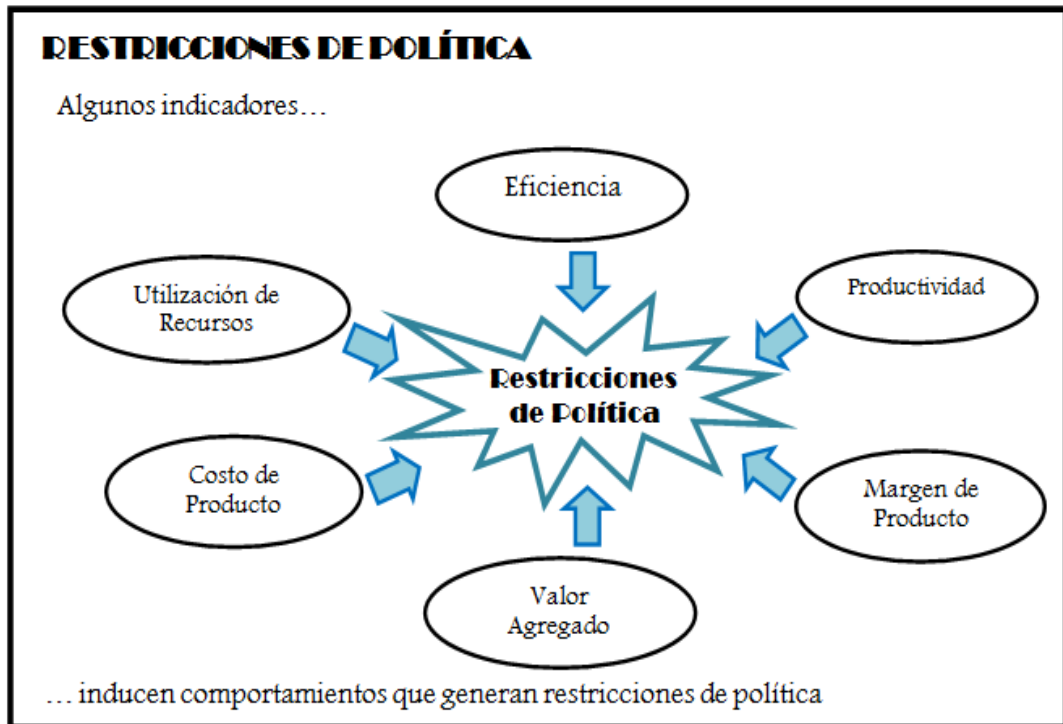 RESTRICCIONES DE POLÍTICA
Algunos indicadores...
Eficiencia
Utilización de
Recursos
Productividad
Restricciones
de Política
Costo de
Producto
Margen de
Producto
Valor
Agregado
... inducen comportamientos que generan restricciones de política